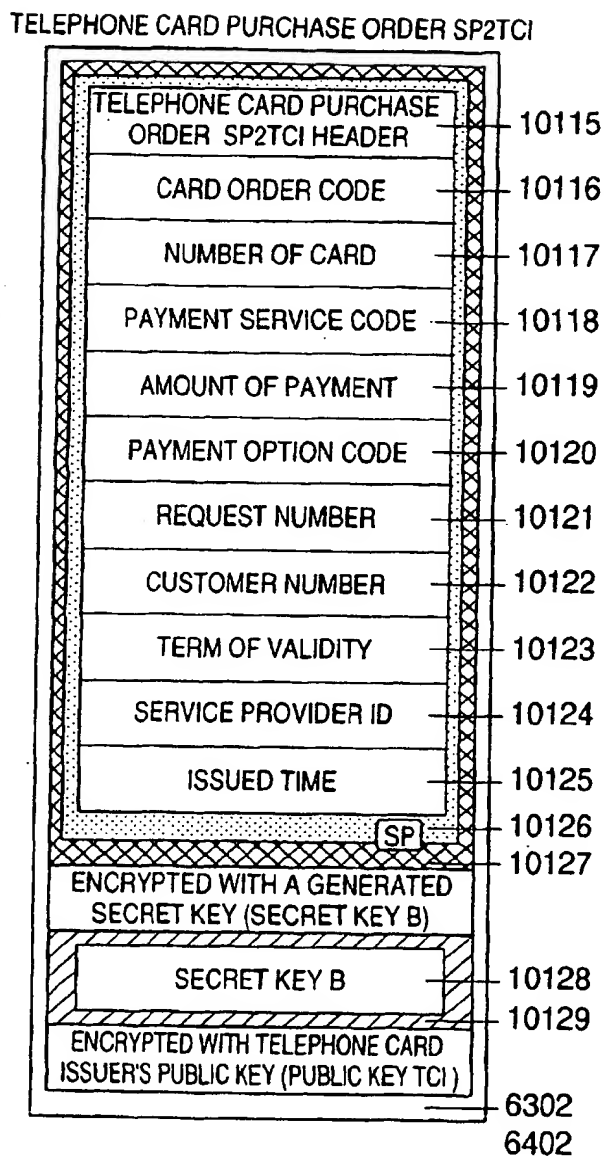 TELEPHONE CARD PURCHASE ORDER SP2TCI
TELEPHONE CARD PURCHASE
ORDER SP2TCI HEADER
10115
CARD ORDER CODE
10116
NUMBER OF CARD
10117
PAYMENT SERVICE CODE
10118
AMOUNT OF PAYMENT
10119
PAYMENT OPTION CODE
10120
REQUEST NUMBER
10121
CUSTOMER NUMBER
10122
TERM OF VALIDITY
10123
SERVICE PROVIDER ID
10124
ISSUED TIME
10125
SP
10126
10127
ENCRYPTED WITH A GENERATED
SECRET KEY (SECRET KEY B)
SECRET KEY B
10128
10129
ENCRYPTED WITH TELEPHONE CARD
ISSUER'S PUBLIC KEY (PUBLIC KEY TCI)
6302
6402